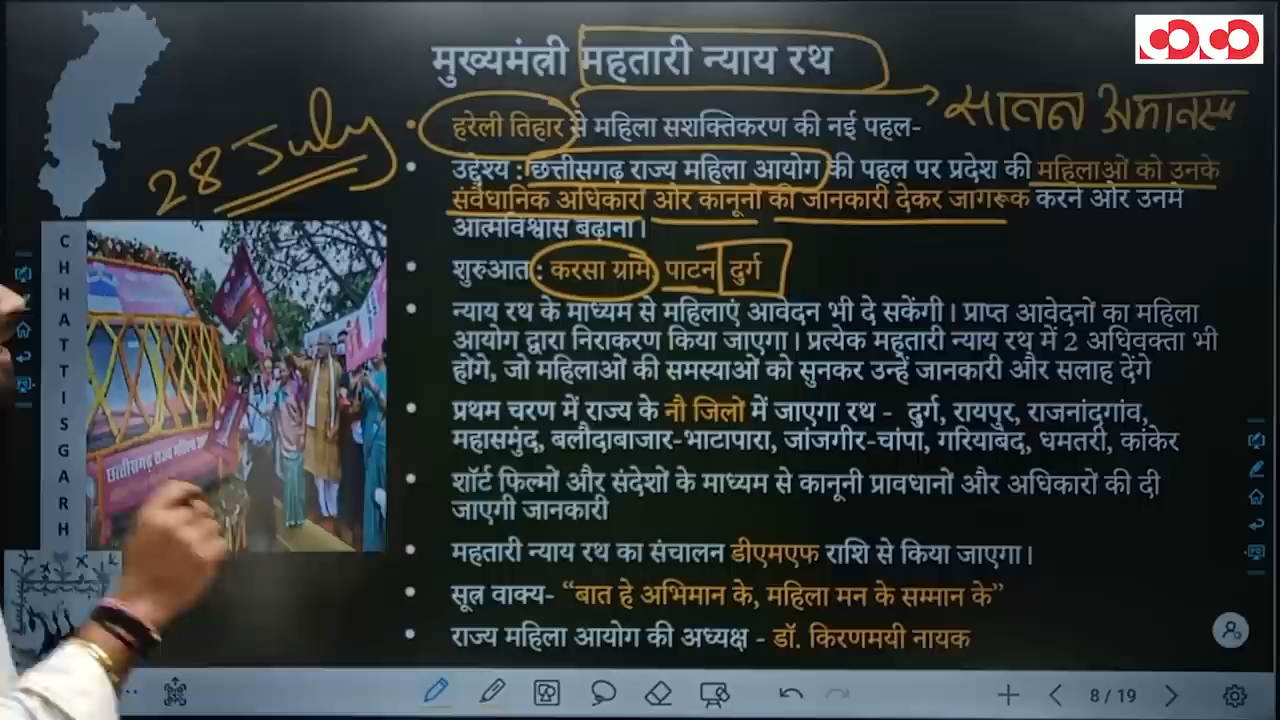 मुख्यमंत्री महतारी न्याय रथ
28 July
• हरेली तिहार से महिला सशक्तिकरण की नई पहल-
सावन अमावस्य
• उद्देश्य : छत्तीसगढ़ राज्य महिला आयोग की पहल पर प्रदेश की महिलाओं को उनके
संवैधानिक अधिकारों और कानूनों की जानकारी देकर जागरूक करने और उनमें
आत्मविश्वास बढ़ाना।
• शुरुआत : करसा ग्राम पाटन दुर्ग
• न्याय रथ के माध्यम से महिलाएं आवेदन भी दे सकेंगी। प्राप्त आवेदनों का महिला
आयोग द्वारा निराकरण किया जाएगा। प्रत्येक महतारी न्याय रथ में 2 अधिवक्ता भी
होंगे, जो महिलाओं की समस्याओं को सुनकर उन्हें जानकारी और सलाह देंगे
• प्रथम चरण में राज्य के नौ जिलों में जाएगा रथ - दुर्ग, रायपुर, राजनांदगांव,
महासमुंद, बलौदाबाजार-भाटापारा, जांजगीर-चांपा, गरियाबंद, धमतरी, कांकेर
• शॉर्ट फिल्मों और संदेशों के माध्यम से कानूनी प्रावधानों और अधिकारों की दी
जाएगी जानकारी
• महतारी न्याय रथ का संचालन डीएमएफ राशि से किया जाएगा।
• सूत्र वाक्य- “बात हे अभिमान के, महिला मन के सम्मान के”
• राज्य महिला आयोग की अध्यक्ष - डॉ. किरणमयी नायक
CHHATTISGARH
छत्तीसगढ़ राज्य महिला
8 / 19